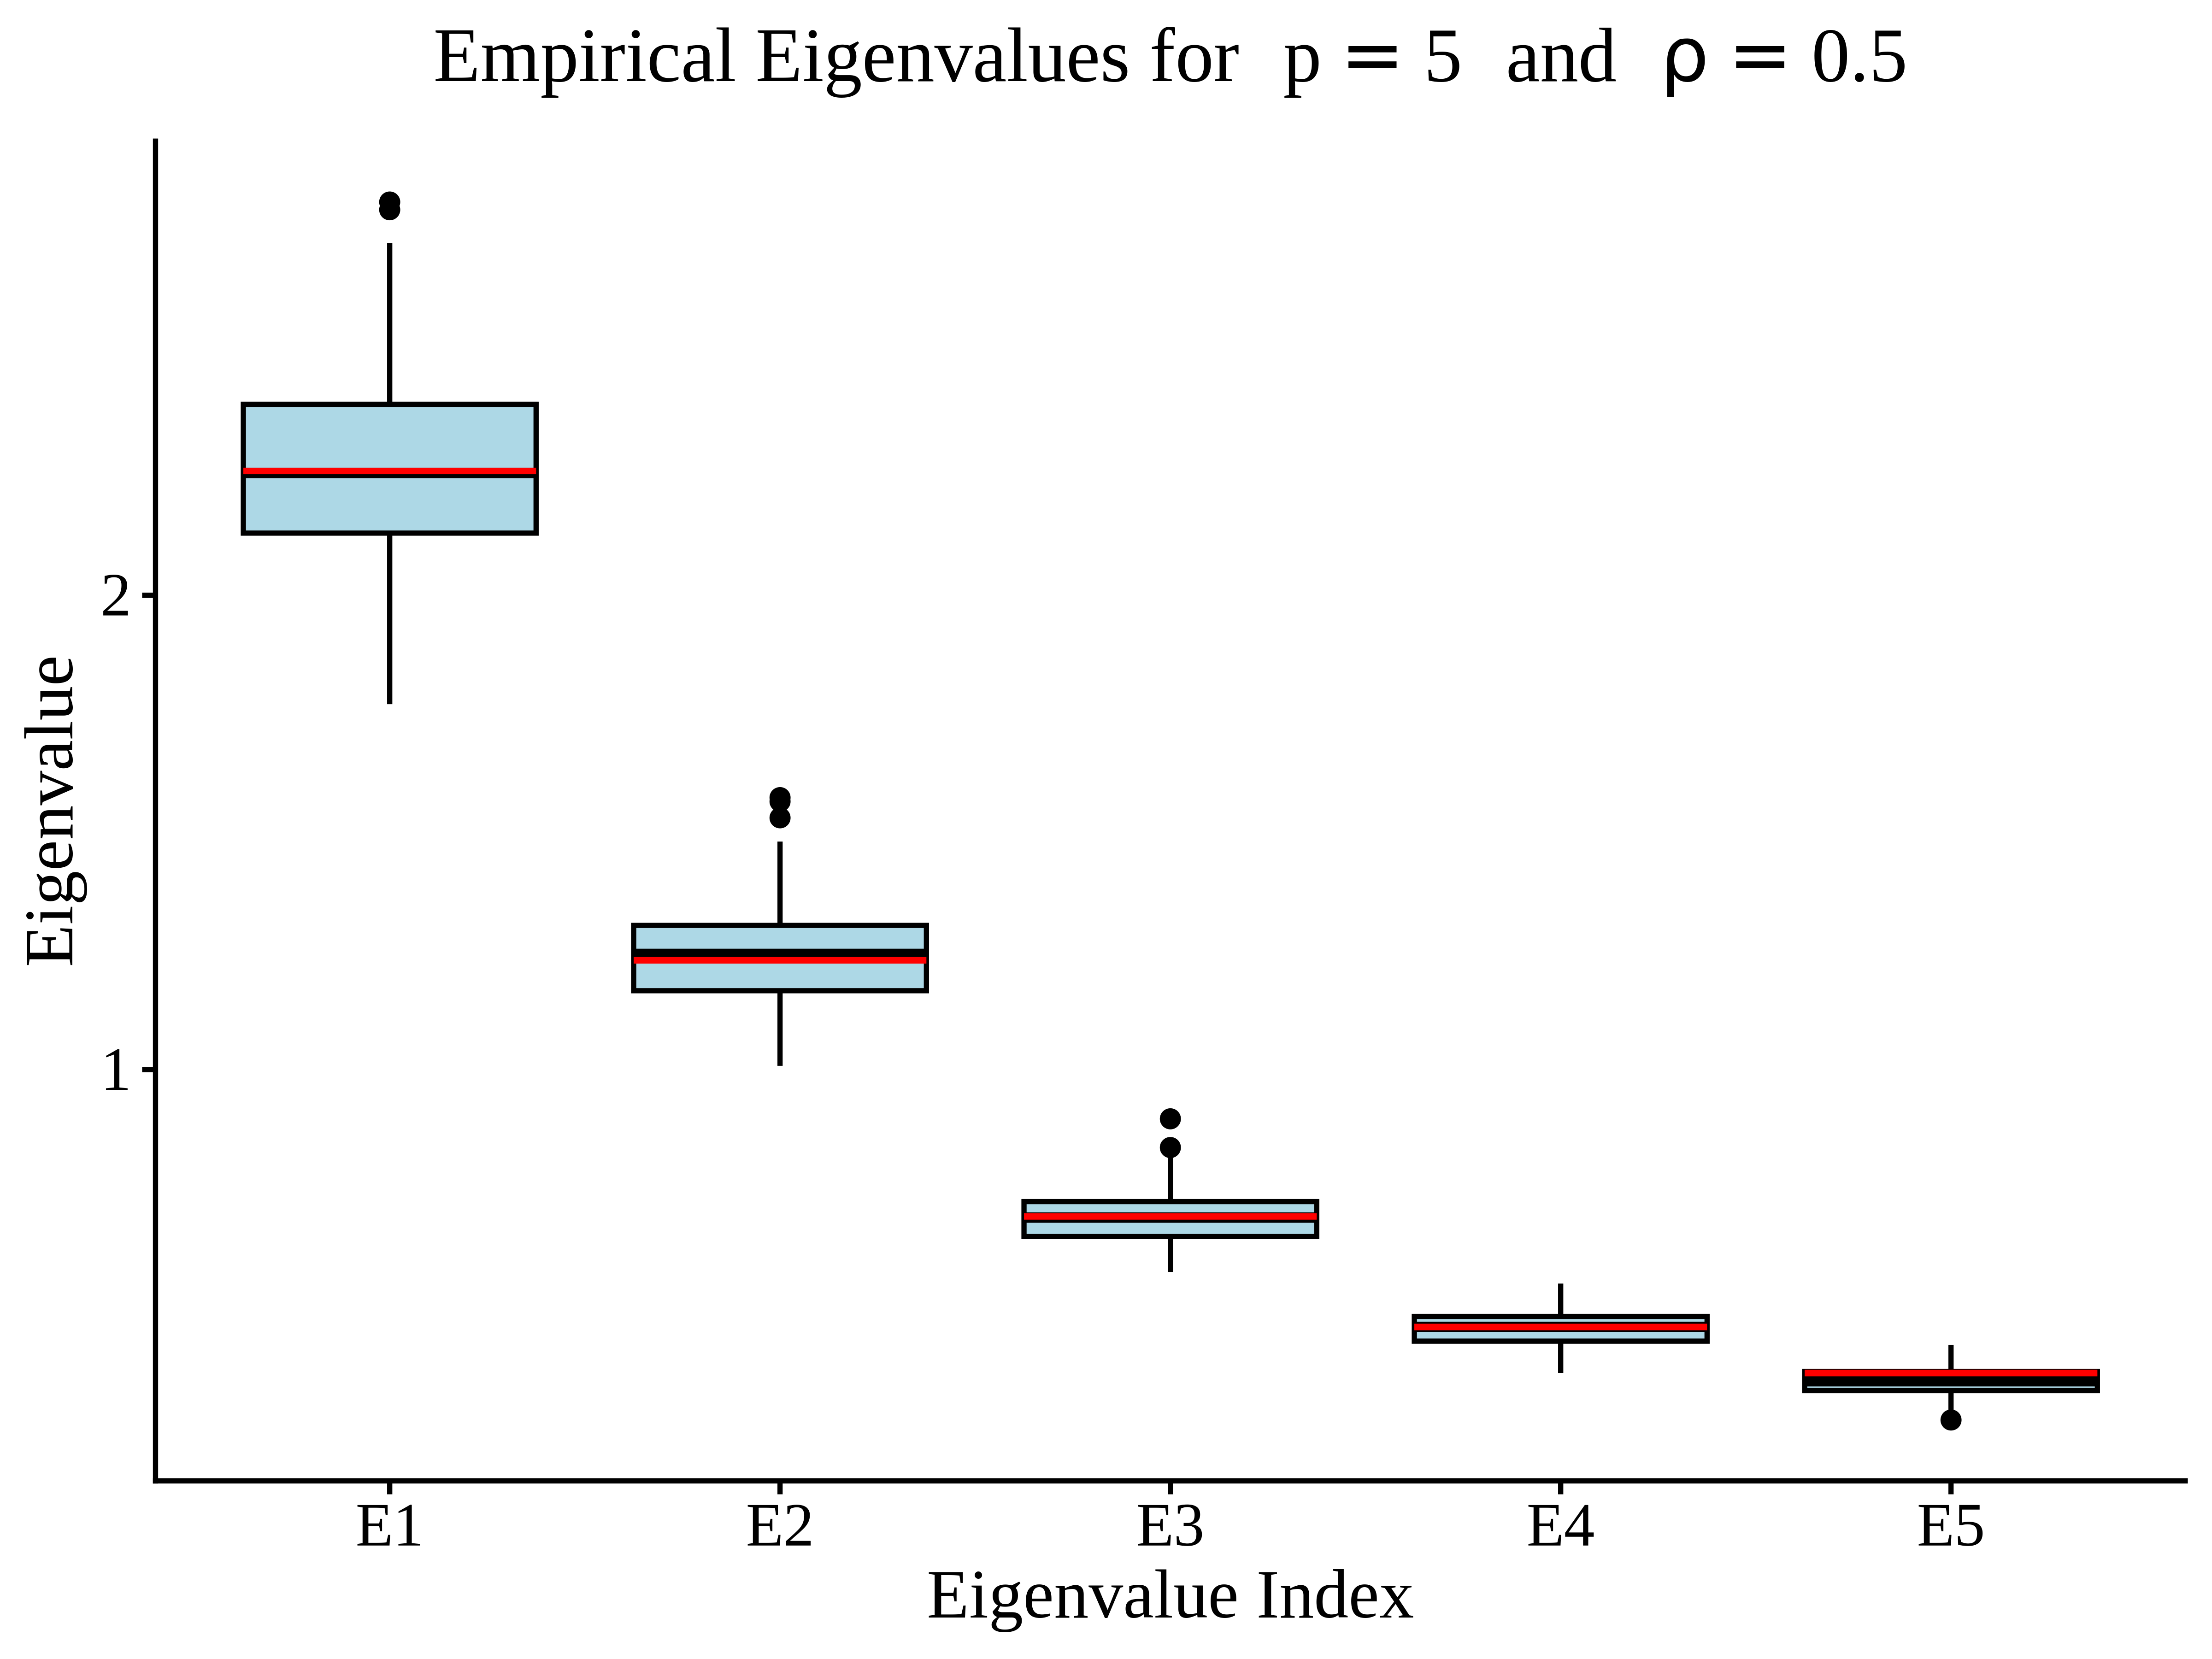 Empirical Eigenvalues for p = 5 and ρ = 0.5
Eigenvalue
2
1
E1 E2 E3 E4 E5
Eigenvalue Index